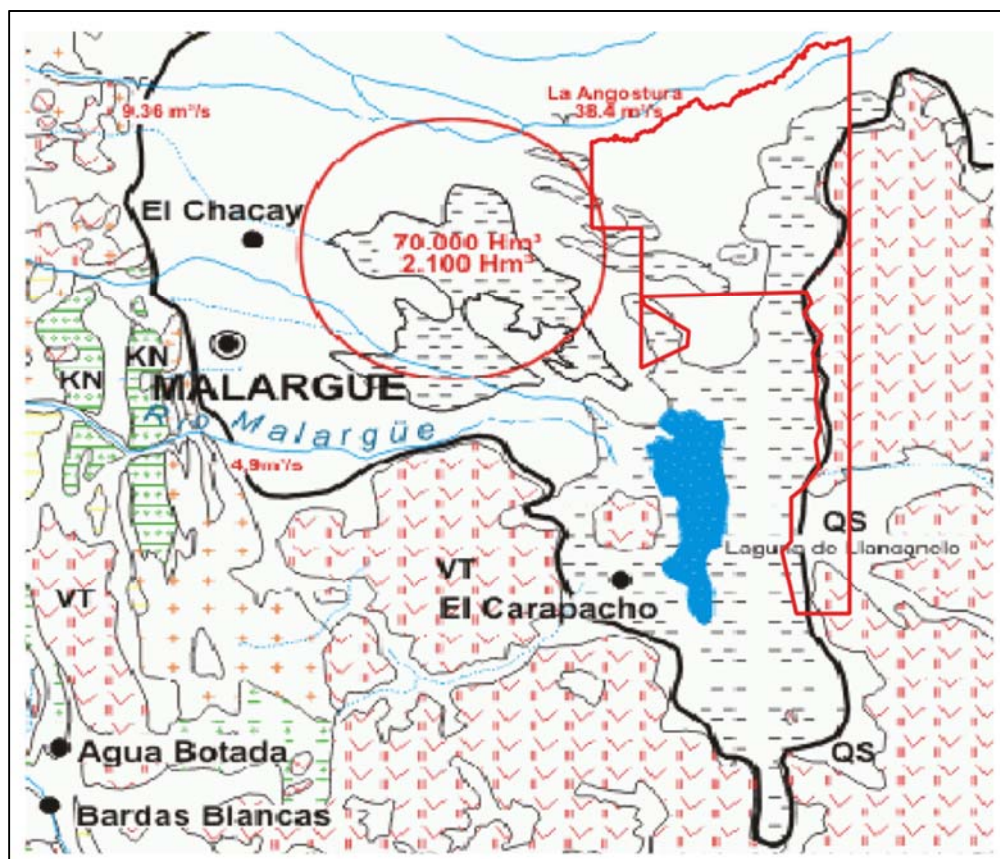 9.36 m³/s
La Angostura
38.4 m³/s
El Chacay
70.000 Hm³
2.100 Hm³
KN
KN
MALARGUE
Rio Malargüe
4.9m³/s
QS
Laguna de Llancanelo
VT
VT
El Carapacho
Agua Botada
QS
Bardas Blancas